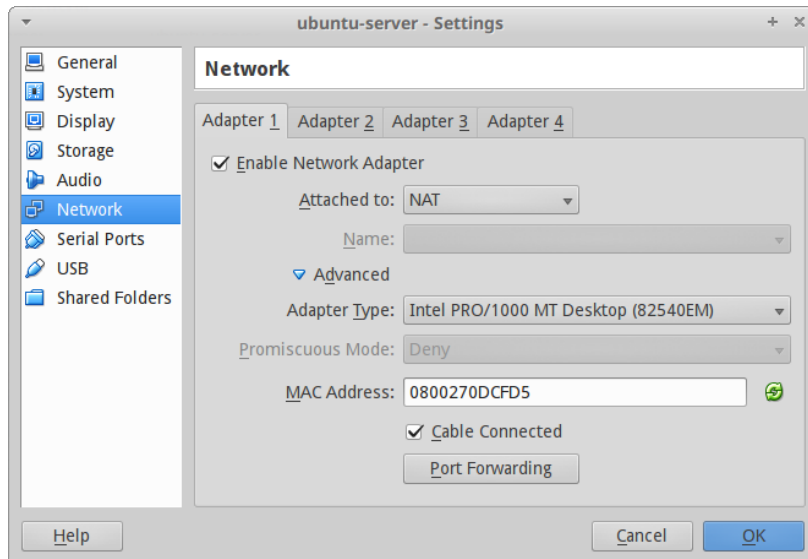 ubuntu-server - Settings
General
System
Display
Storage
Audio
Network
Serial Ports
USB
Shared Folders
Network
Adapter 1 Adapter 2 Adapter 3 Adapter 4
Enable Network Adapter
Attached to: NAT
Name:
Advanced
Adapter Type: Intel PRO/1000 MT Desktop (82540EM)
Promiscuous Mode: Deny
MAC Address: 0800270DCFD5
Cable Connected
Port Forwarding
Help Cancel OK